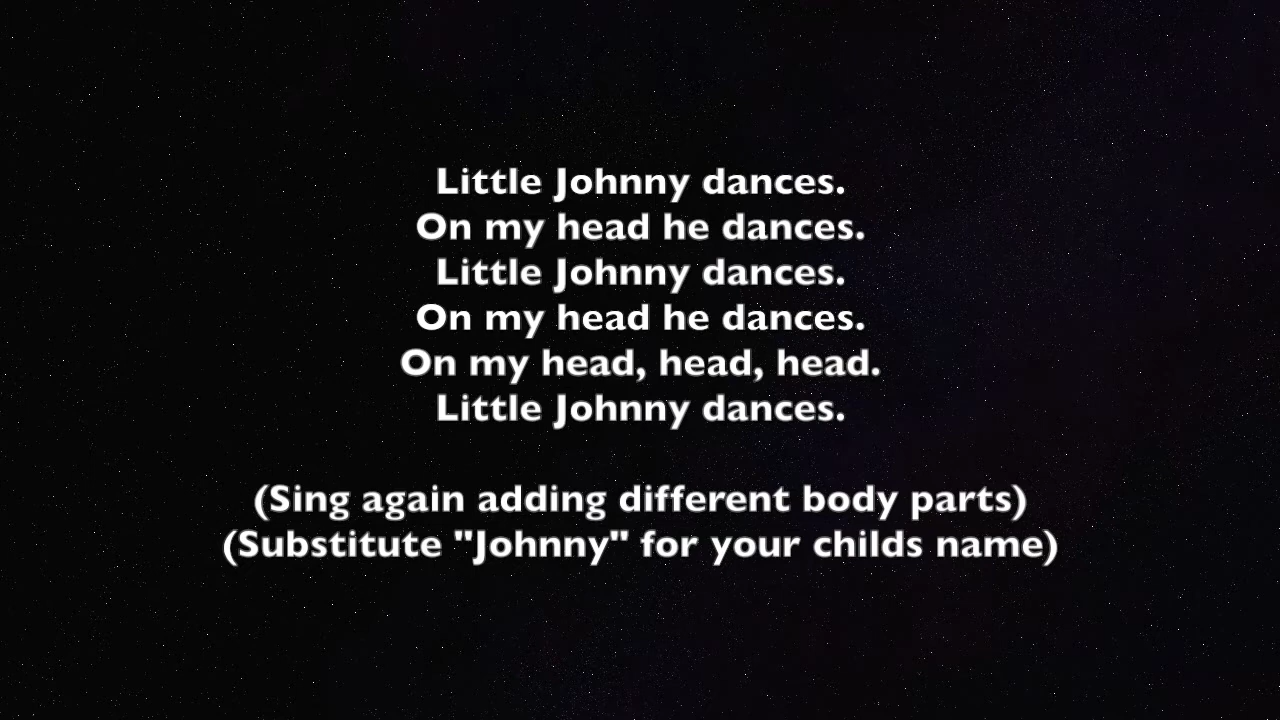 Little Johnny dances.
On my head he dances.
Little Johnny dances.
On my head he dances.
On my head, head, head.
Little Johnny dances.
(Sing again adding different body parts)
(Substitute "Johnny" for your childs name)